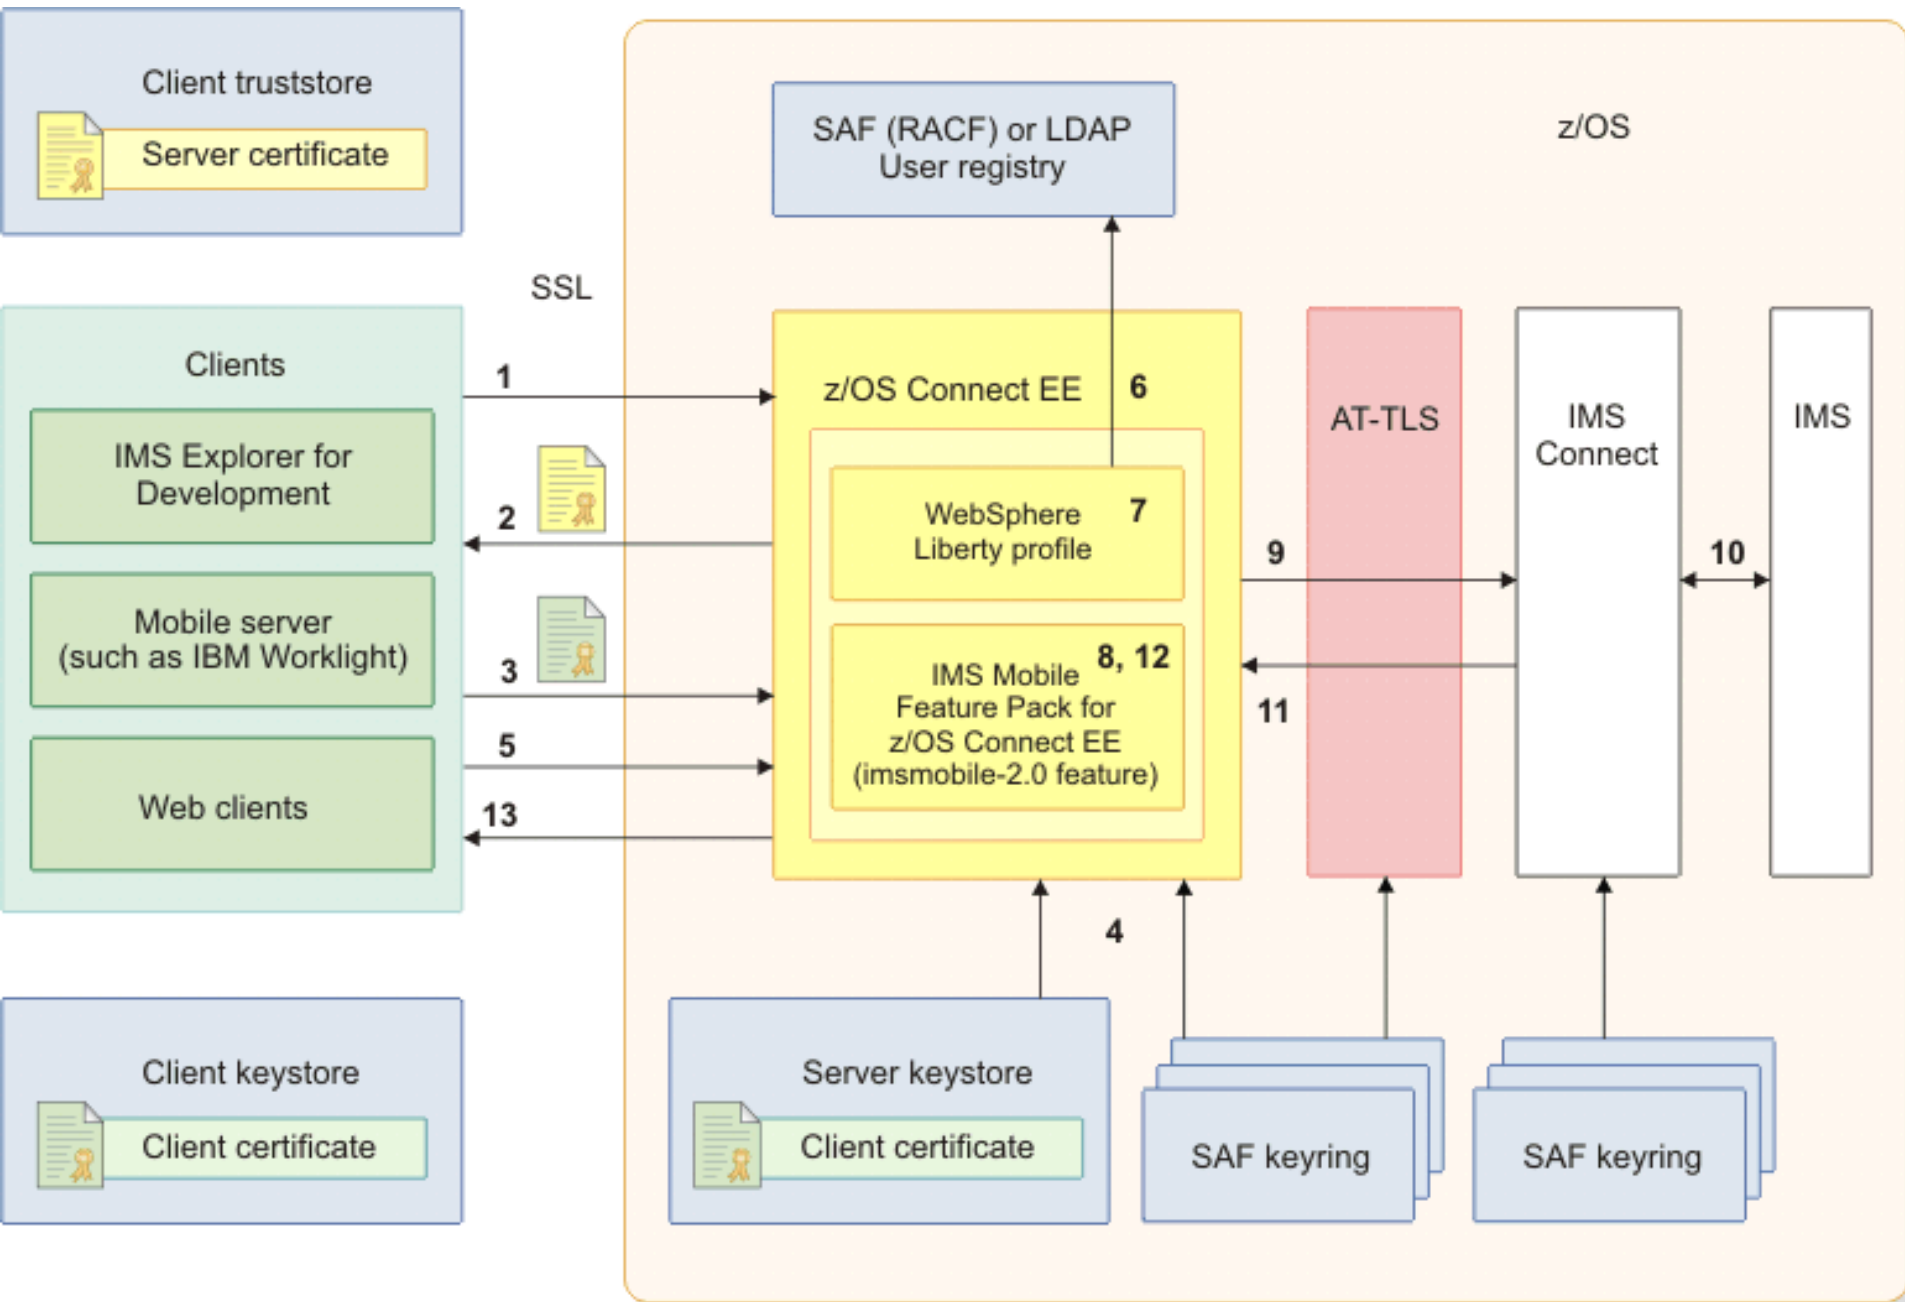 Client truststore
Server certificate
SAF (RACF) or LDAP
User registry
z/OS
SSL
Clients
IMS Explorer for
Development
Mobile server
(such as IBM Worklight)
Web clients
1
2
3
5
13
z/OS Connect EE
6
WebSphere
Liberty profile
7
8, 12
IMS Mobile
Feature Pack for
z/OS Connect EE
(imsmobile-2.0 feature)
9
11
AT-TLS
IMS
Connect
10
IMS
4
Client keystore
Client certificate
Server keystore
Client certificate
SAF keyring
SAF keyring